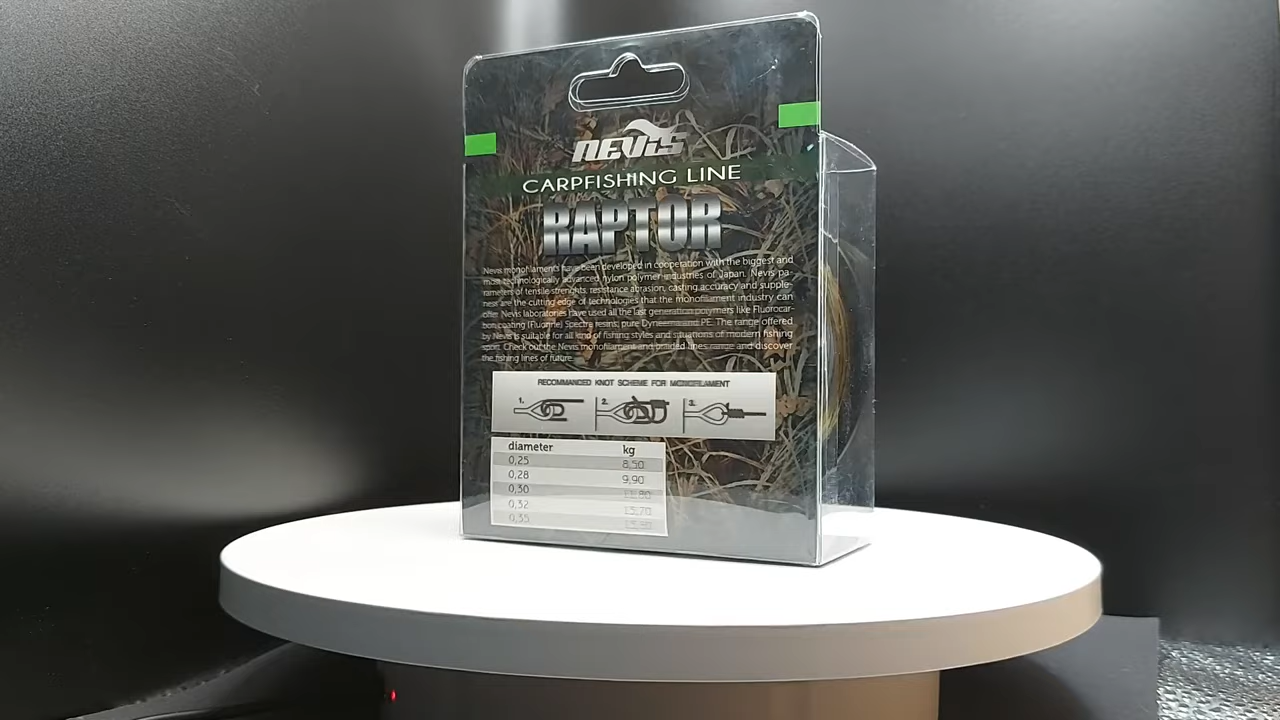 NEVIS
CARPFISHING LINE
RAPTOR
Nevis monofilaments have been developed in cooperation with the biggest and
most technologically advanced nylon polymer industries of Japan. Nevis pa-
rameters of tensile strenghts, resistance abrasion, casting accuracy and supple-
ness are the cutting edge of technologies that the monofilament industry can
offer. Nevis laboratories have used all the last generation polymers like Fluorocar-
bon coating (Fluorine) Spectra resins, pure Dyneema and PE. The range offered
by Nevis is suitable for all kind of fishing styles and situations of modern fishing
Check out the Nevis monofilament and braided lines range and discover
the fishing lines of future
RECOMMANDED KNOT SCHEME FOR MONOFILAMENT
1. 2. 3.
diameter kg
0,25 8,50
0,28 9,90
0,30
0,32 15,70
0,35